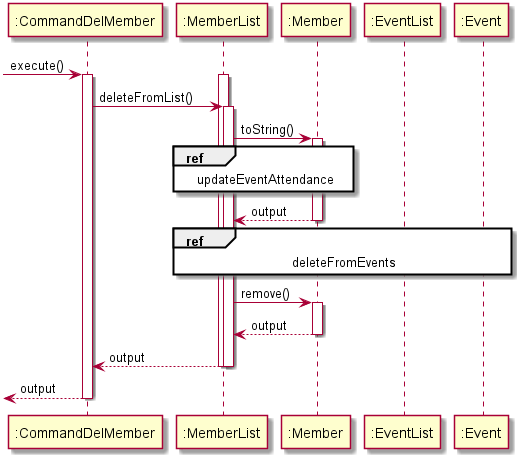 :CommandDelMember
:MemberList
:Member
:EventList
:Event
execute()
deleteFromList()
toString()
ref
updateEventAttendance
output
ref
deleteFromEvents
remove()
output
output
output
:CommandDelMember
:MemberList
:Member
:EventList
:Event